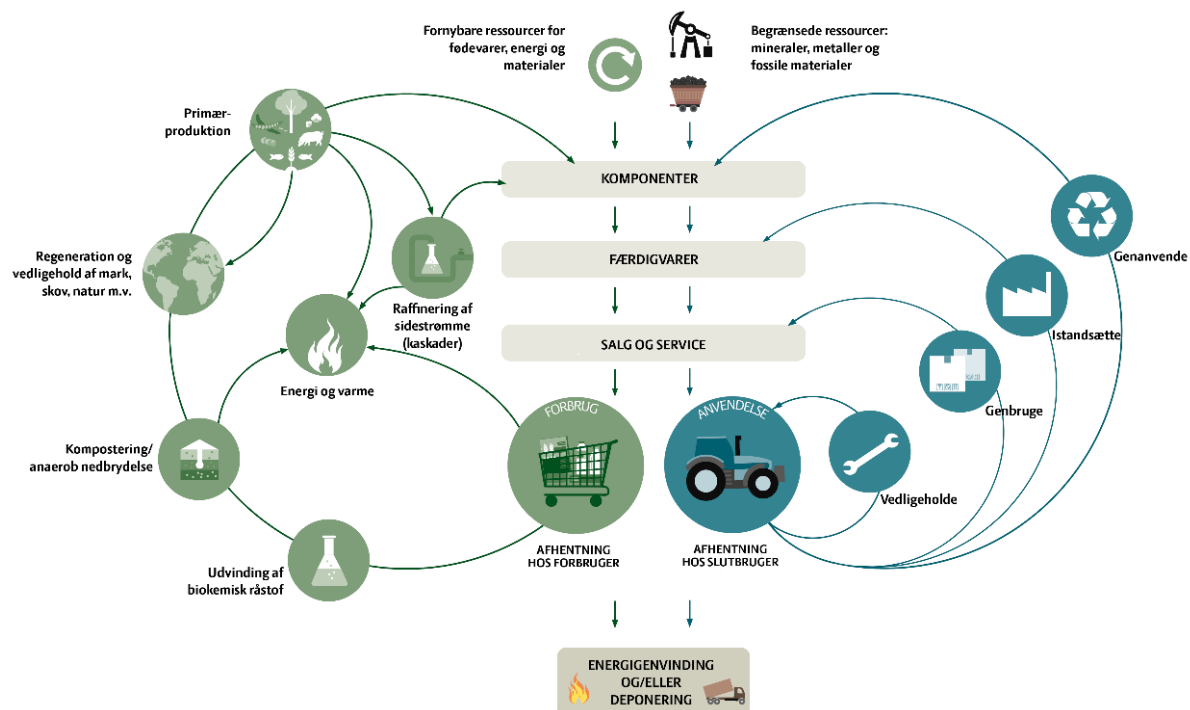 Fornybare ressourcer for
fødevarer, energi og
materialer
Begrænsede ressourcer:
mineraler, metaller og
fossile materialer
Primær-
produktion
KOMPONENTER
Genanvende
Regeneration og
vedligehold af mark,
skov, natur m.v.
FÆRDIGVARER
Raffinering af
sidestrømme
(kaskader)
Istandsætte
SALG OG SERVICE
Energi og varme
Genbruge
FORBRUG
ANVENDELSE
Kompostering/
anaerob nedbrydelse
Vedligeholde
AFHENTNING
HOS FORBRUGER
AFHENTNING
HOS SLUTBRUGER
Udvinding af
biokemisk råstof
ENERGIGENVINDING
OG/ELLER
DEPONERING